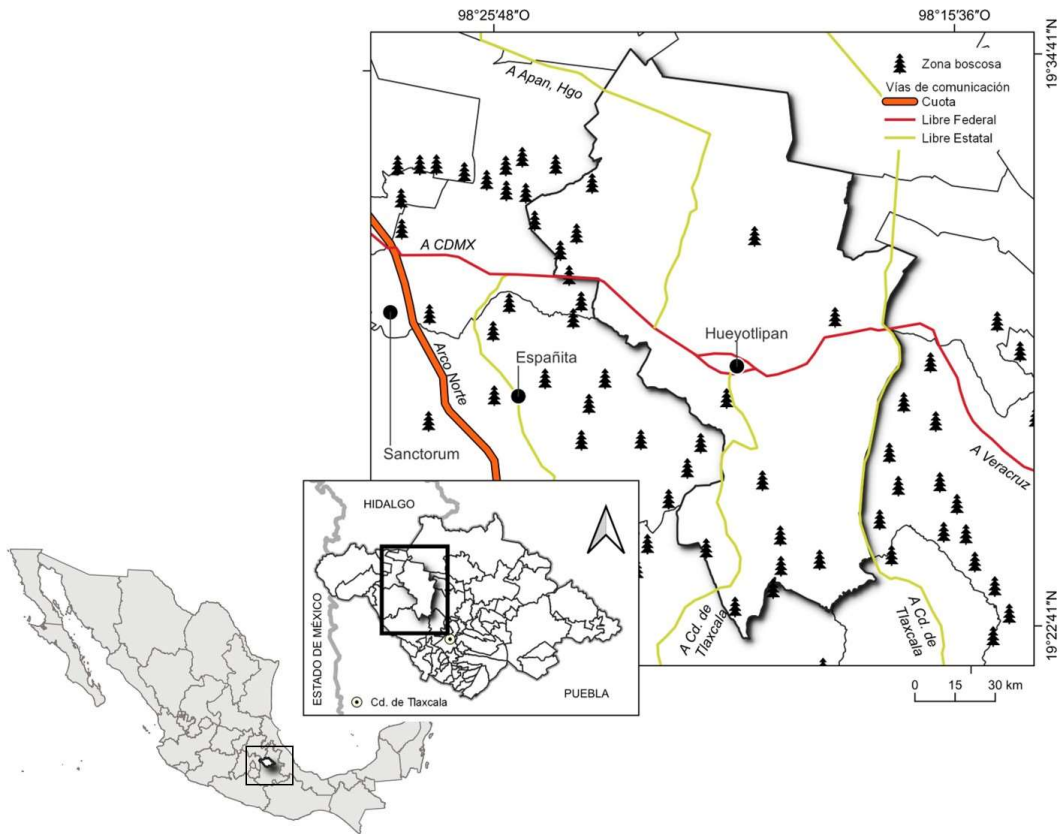 98°25'48"O
98°15'36"O
19°34'41"N
Zona boscosa
Vías de comunicación
Cuota
Libre Federal
Libre Estatal
A Apan, Hgo
A CDMX
Hueyotlipan
Españita
Arco Norte
Sanctorum
A Veracruz
HIDALGO
ESTADO DE MÉXICO
PUEBLA
Cd. de Tlaxcala
A Cd. de
Tlaxcala
A Cd. de
Tlaxcala
19°22'41"N
0 15 30 km